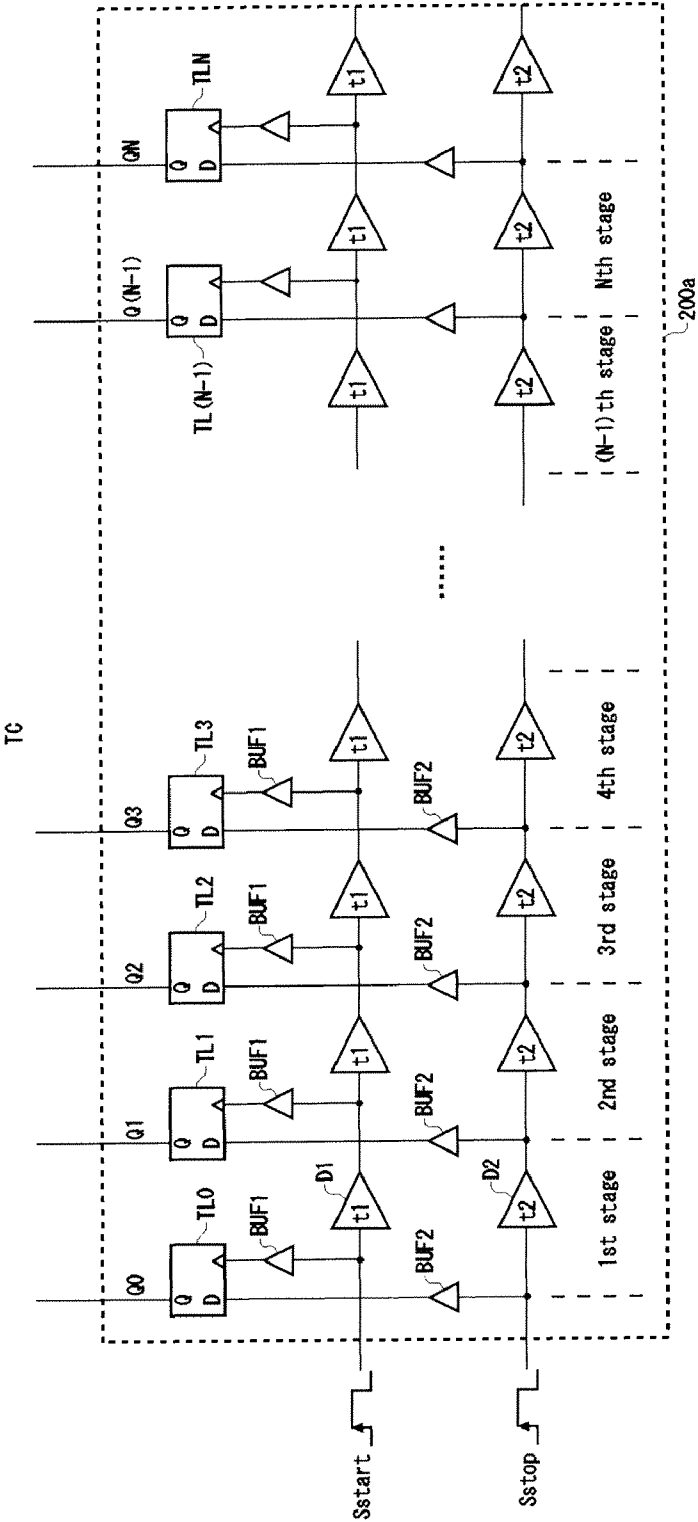 TC
Q0
Q1
Q2
Q3
Q(N-1)
QN
TL0
TL1
TL2
TL3
TL(N-1)
TLN
Q
D
Q
D
Q
D
Q
D
Q
D
Q
D
BUF1
BUF1
BUF1
BUF1
Sstart
D1
t1
t1
t1
t1
t1
t1
t1
BUF2
BUF2
BUF2
BUF2
......
Sstop
D2
t2
t2
t2
t2
t2
t2
t2
1st stage
2nd stage
3rd stage
4th stage
(N-1)th stage
Nth stage
200a